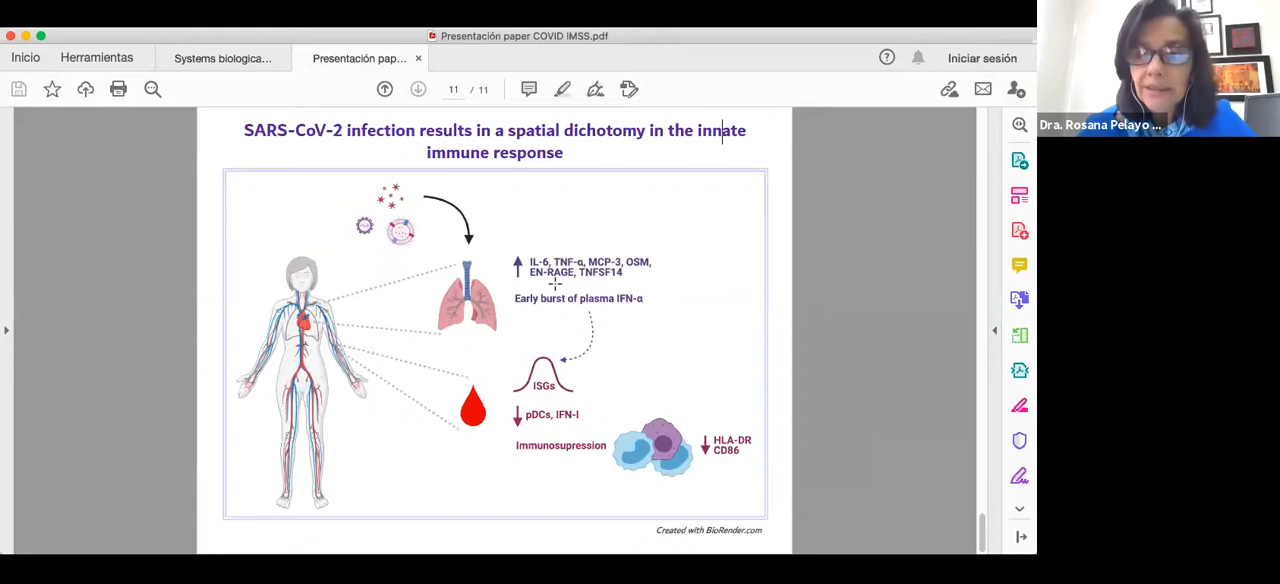 Presentación paper COVID IMSS.pdf
Inicio
Herramientas
Systems biologica...
Presentación pap...
×
?
Iniciar sesión
11 / 11
Dra. Rosana Pelayo ...
SARS-CoV-2 infection results in a spatial dichotomy in the innate
immune response
IL-6, TNF-α, MCP-3, OSM,
EN-RAGE, TNFSF14
Early burst of plasma IFN-α
ISGs
pDCs, IFN-I
Immunosupression
HLA-DR
CD86
Created with BioRender.com